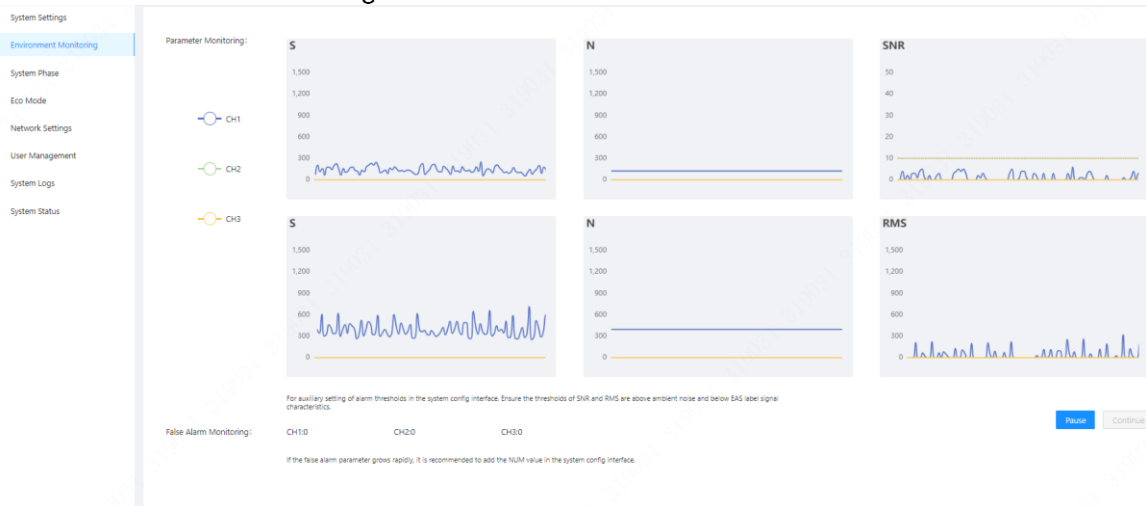 System Settings
Environment Monitoring
System Phase
Eco Mode
Network Settings
User Management
System Logs
System Status
Parameter Monitoring:
CH1
CH2
CH3
S
1,500
1,200
900
600
300
0
N
1,500
1,200
900
600
300
0
SNR
50
40
30
20
10
0
S
1,500
1,200
900
600
300
0
N
1,500
1,200
900
600
300
0
RMS
1,500
1,200
900
600
300
0
For auxiliary setting of alarm thresholds in the system config interface. Ensure the thresholds of SNR and RMS are above ambient noise and below EAS label signal
characteristics.
Pause
Continue
False Alarm Monitoring:
CH1:0
CH2:0
CH3:0
If the false alarm parameter grows rapidly, it is recommended to add the NUM value in the system config interface.